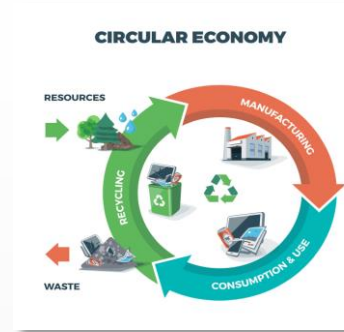 CIRCULAR ECONOMY
RESOURCES
MANUFACTURING
RECYCLING
CONSUMPTION & USE
WASTE